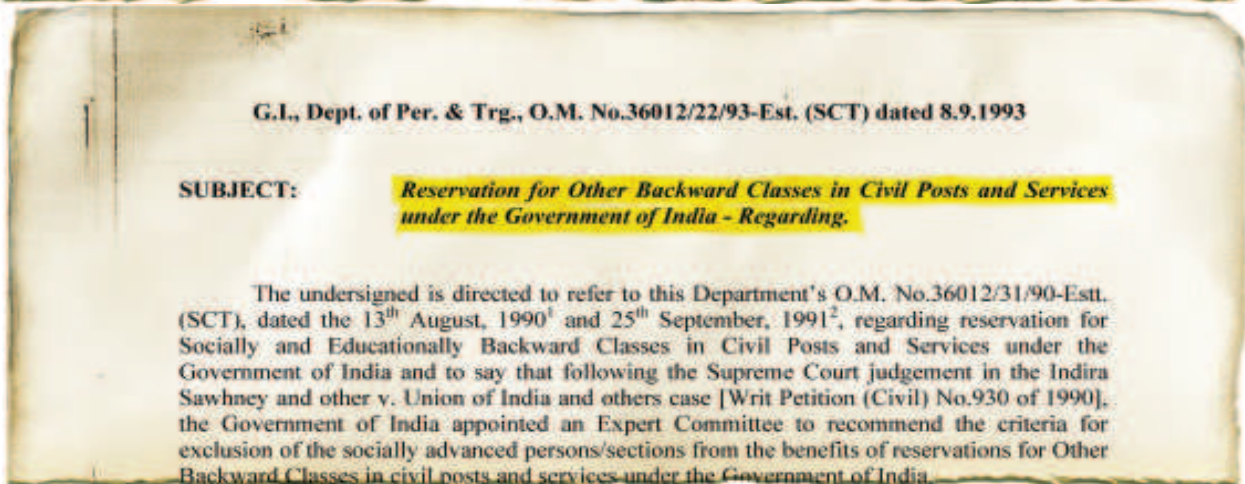 G.I., Dept. of Per. & Trg., O.M. No.36012/22/93-Est. (SCT) dated 8.9.1993
SUBJECT: Reservation for Other Backward Classes in Civil Posts and Services
under the Government of India - Regarding.
The undersigned is directed to refer to this Department's O.M. No.36012/31/90-Estt.
(SCT), dated the 13th August, 1990¹ and 25th September, 1991², regarding reservation for
Socially and Educationally Backward Classes in Civil Posts and Services under the
Government of India and to say that following the Supreme Court judgement in the Indira
Sawhney and other v. Union of India and others case [Writ Petition (Civil) No.930 of 1990],
the Government of India appointed an Expert Committee to recommend the criteria for
exclusion of the socially advanced persons/sections from the benefits of reservations for Other
Backward Classes in civil posts and services under the Government of India.